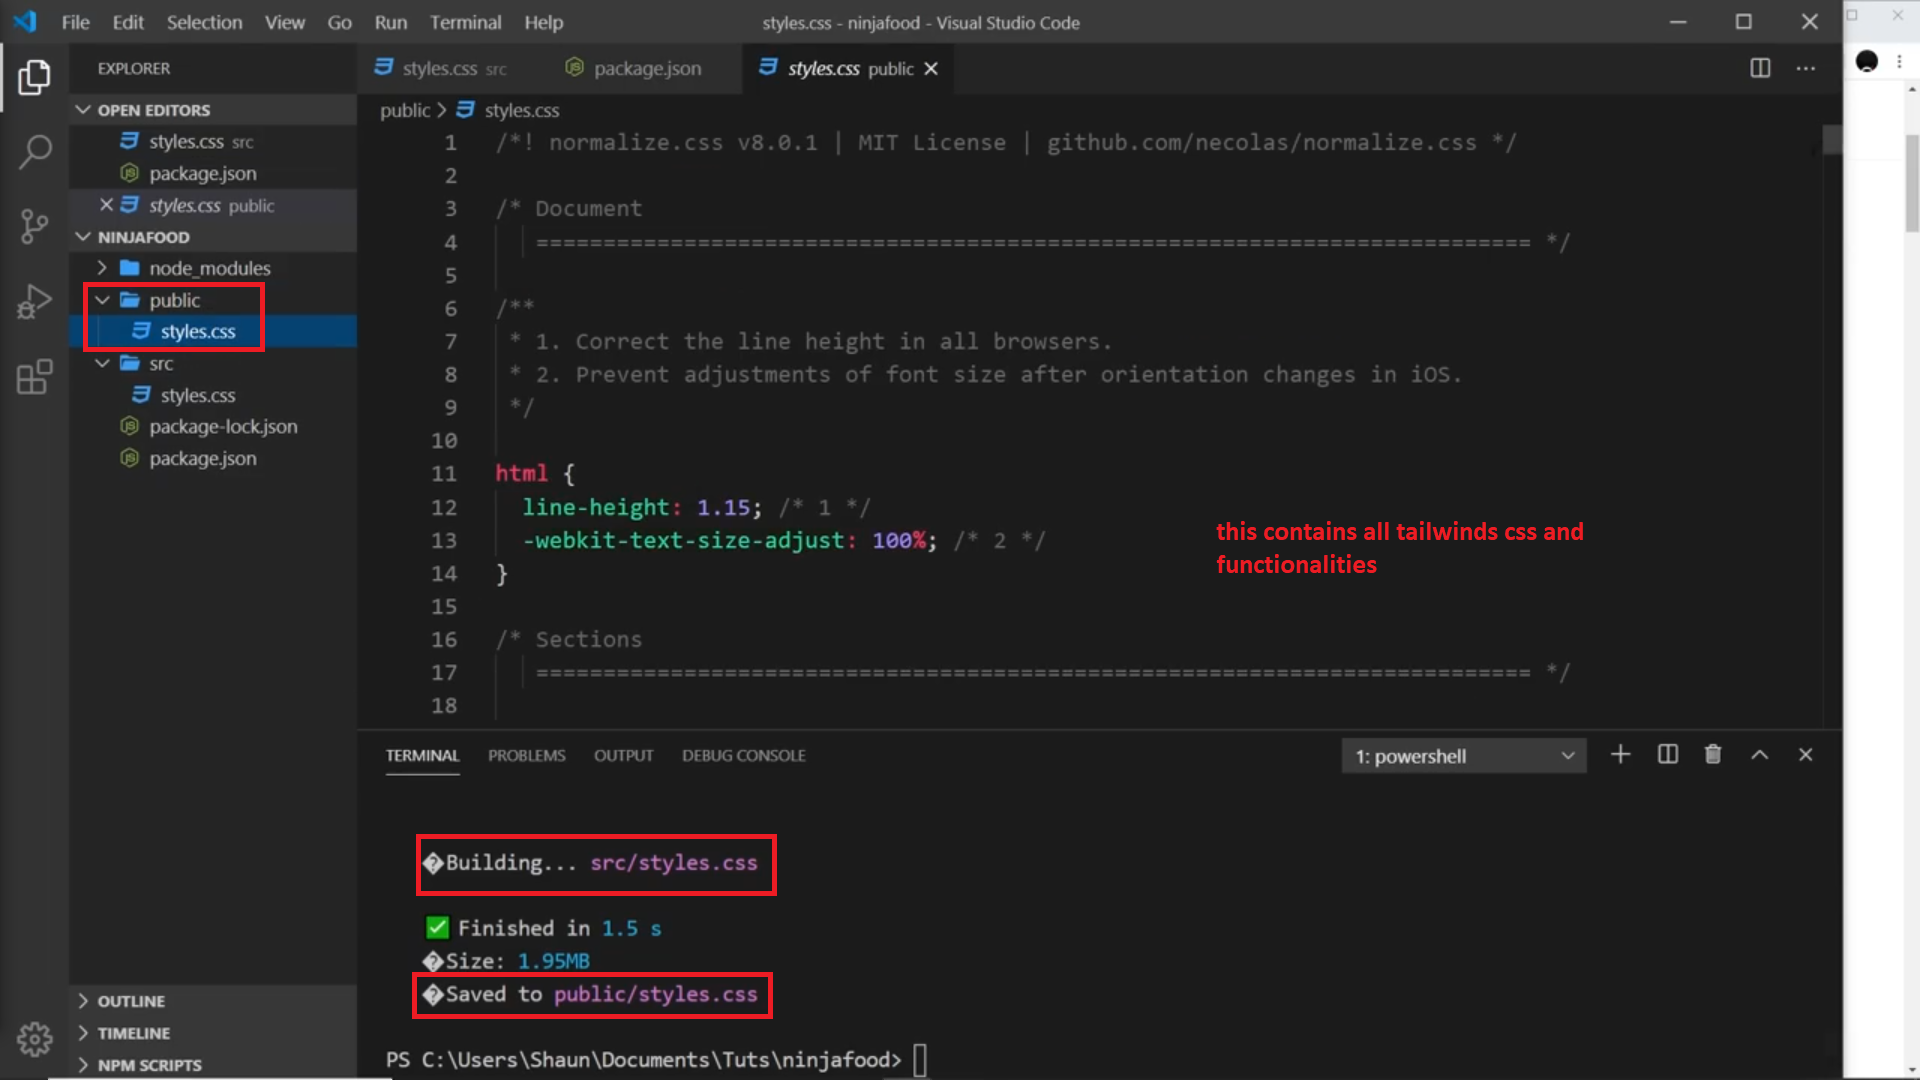 File Edit Selection View Go Run Terminal Help
styles.css - ninjafood - Visual Studio Code
EXPLORER
OPEN EDITORS
styles.css src
package.json
styles.css public
NINJAFOOD
node_modules
public
styles.css
src
styles.css
package-lock.json
package.json
OUTLINE
TIMELINE
NPM SCRIPTS
styles.css src
package.json
styles.css public
public > styles.css
1 /*! normalize.css v8.0.1 | MIT License | github.com/necolas/normalize.css */
2
3 /* Document
4 ========================================================================== */
5
6 /**
7 * 1. Correct the line height in all browsers.
8 * 2. Prevent adjustments of font size after orientation changes in iOS.
9 */
10
11 html {
12 line-height: 1.15; /* 1 */
13 -webkit-text-size-adjust: 100%; /* 2 */
14 }
15
16 /* Sections
17 ========================================================================== */
18
this contains all tailwinds css and
functionalities
TERMINAL PROBLEMS OUTPUT DEBUG CONSOLE
1: powershell
�Building... src/styles.css
✅ Finished in 1.5 s
�Size: 1.95MB
�Saved to public/styles.css
PS C:\Users\Shaun\Documents\Tuts\ninjafood>